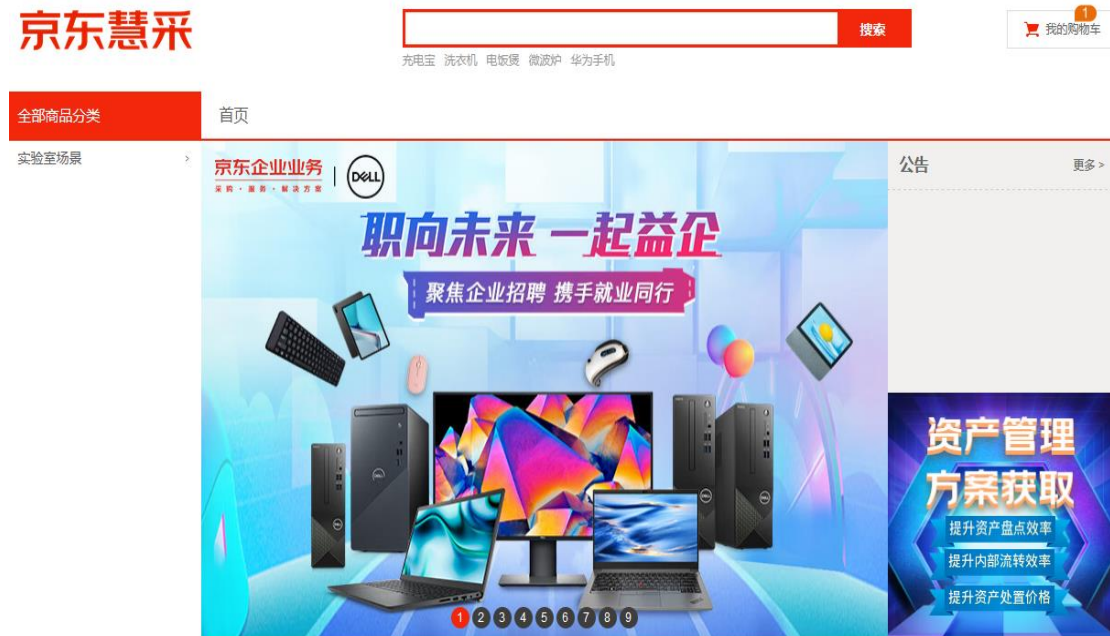 京东慧采
搜索
1
我的购物车
充电宝 洗衣机 电饭煲 微波炉 华为手机
全部商品分类
首页
实验室场景 >
京东企业业务
采购·服务·解决方案
DELL
公告
更多 >
职向未来 一起益企
聚焦企业招聘 携手就业同行
资产管理
方案获取
提升资产盘点效率
提升内部流转效率
提升资产处置价格
1 2 3 4 5 6 7 8 9